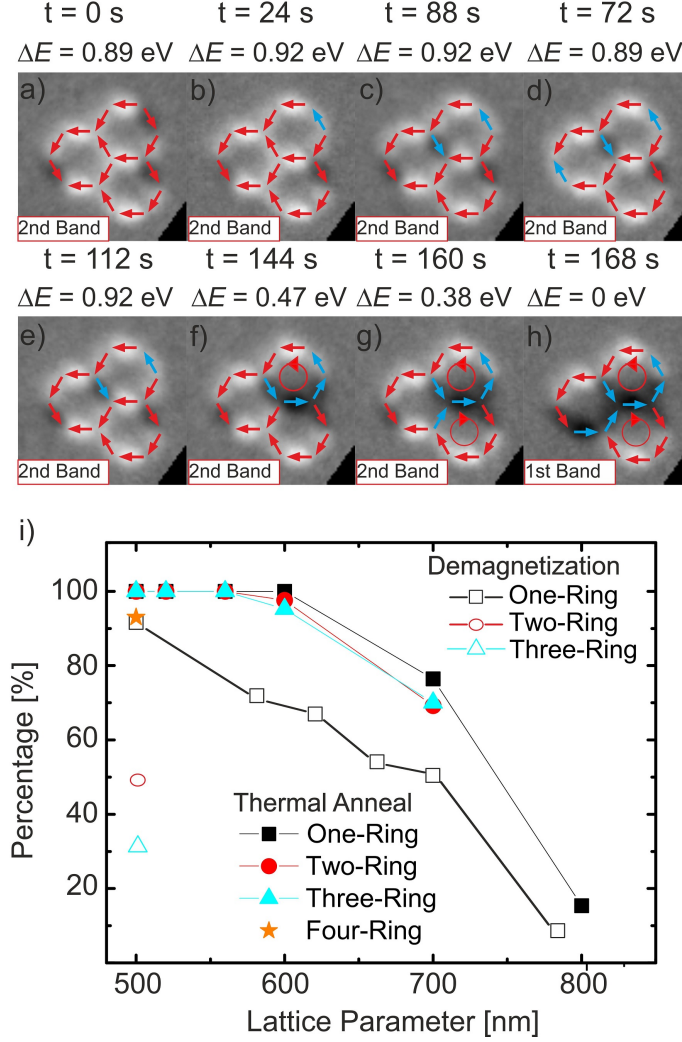 t = 0 s t = 24 s t = 88 s t = 72 s
ΔE = 0.89 eV ΔE = 0.92 eV ΔE = 0.92 eV ΔE = 0.89 eV
a) b) c) d)
2nd Band 2nd Band 2nd Band 2nd Band
t = 112 s t = 144 s t = 160 s t = 168 s
ΔE = 0.92 eV ΔE = 0.47 eV ΔE = 0.38 eV ΔE = 0 eV
e) f) g) h)
2nd Band 2nd Band 2nd Band 1st Band
i)
Demagnetization
One-Ring
Two-Ring
Three-Ring
Thermal Anneal
One-Ring
Two-Ring
Three-Ring
Four-Ring
Percentage [%]
100
80
60
40
20
500 600 700 800
Lattice Parameter [nm]